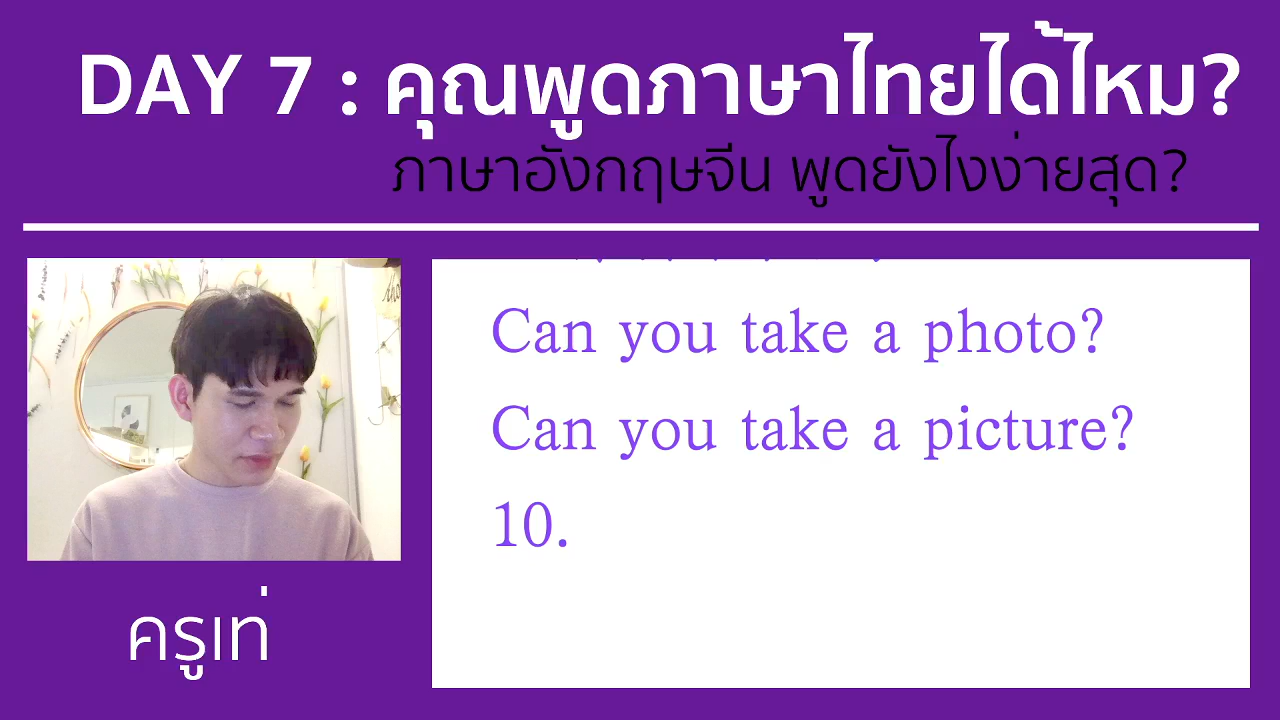 DAY 7 : คุณพูดภาษาไทยได้ไหม?
ภาษาอังกฤษจีน พูดยังไงง่ายสุด?
Can you take a photo?
Can you take a picture?
10.
ครูเท่